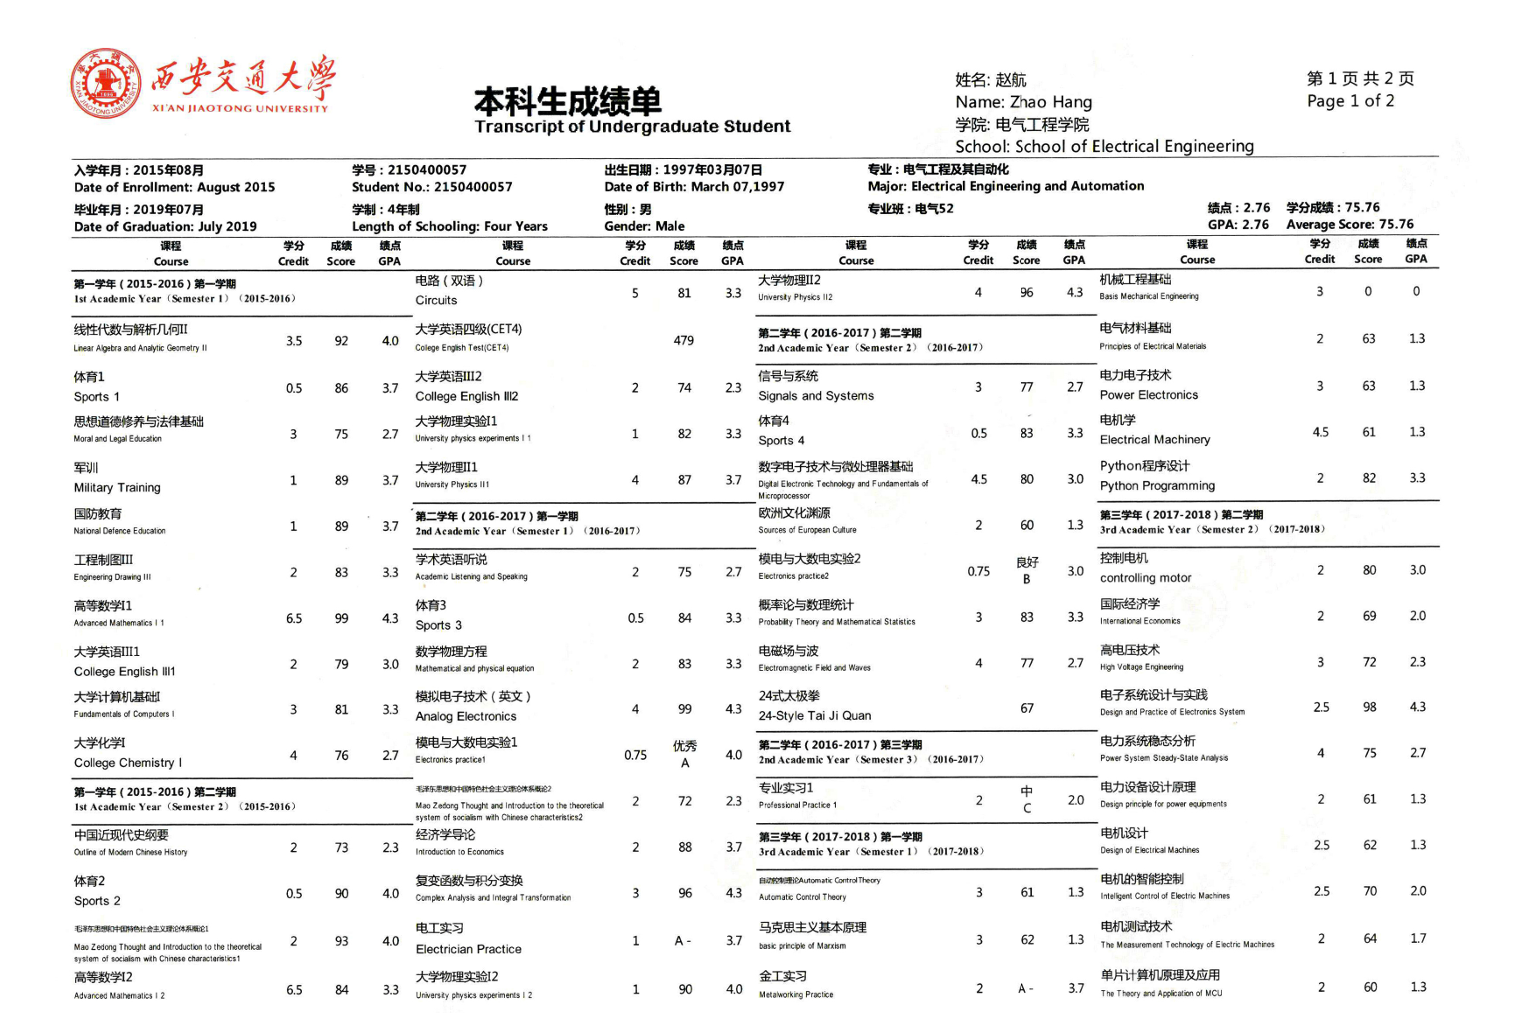 西安交通大学
XI'AN JIAOTONG UNIVERSITY
本科生成绩单
Transcript of Undergraduate Student
姓名: 赵航
Name: Zhao Hang
学院: 电气工程学院
School: School of Electrical Engineering
第 1 页 共 2 页
Page 1 of 2
入学年月：2015年08月 学号：2150400057 出生日期：1997年03月07日 专业：电气工程及其自动化
Date of Enrollment: August 2015 Student No.: 2150400057 Date of Birth: March 07,1997 Major: Electrical Engineering and Automation
毕业年月：2019年07月 学制：4年制 性别：男 专业班：电气52 绩点：2.76 学分成绩：75.76
Date of Graduation: July 2019 Length of Schooling: Four Years Gender: Male GPA: 2.76 Average Score: 75.76
课程 学分 成绩 绩点 课程 学分 成绩 绩点 课程 学分 成绩 绩点 课程 学分 成绩 绩点
Course Credit Score GPA Course Credit Score GPA Course Credit Score GPA Course Credit Score GPA
第一学年（2015-2016）第一学期
1st Academic Year（Semester 1）（2015-2016）
线性代数与解析几何II
Linear Algebra and Analytic Geometry II 3.5 92 4.0
体育1
Sports 1 0.5 86 3.7
思想道德修养与法律基础
Moral and Legal Education 3 75 2.7
军训
Military Training 1 89 3.7
国防教育
National Defence Education 1 89 3.7
工程制图III
Engineering Drawing III 2 83 3.3
高等数学I1
Advanced Mathematics I 1 6.5 99 4.3
大学英语III1
College English III1 2 79 3.0
大学计算机基础I
Fundamentals of Computers I 3 81 3.3
大学化学I
College Chemistry I 4 76 2.7
第一学年（2015-2016）第二学期
1st Academic Year（Semester 2）（2015-2016）
中国近现代史纲要
Outline of Modern Chinese History 2 73 2.3
体育2
Sports 2 0.5 90 4.0
毛泽东思想和中国特色社会主义理论体系概论1
Mao Zedong Thought and Introduction to the theoretical 2 93 4.0
system of socialism with Chinese characteristics1
高等数学I2
Advanced Mathematics I 2 6.5 84 3.3
电路（双语）
Circuits 5 81 3.3
大学英语四级(CET4)
Colege English Test(CET4) 479
大学英语III2
College English III2 2 74 2.3
大学物理实验I1
University physics experiments I 1 1 82 3.3
大学物理II1
University Physics II1 4 87 3.7
第二学年（2016-2017）第一学期
2nd Academic Year（Semester 1）（2016-2017）
学术英语听说
Academic Listening and Speaking 2 75 2.7
体育3
Sports 3 0.5 84 3.3
数学物理方程
Mathematical and physical equation 2 83 3.3
模拟电子技术（英文）
Analog Electronics 4 99 4.3
模电与大数电实验1
Electronics practice1 0.75 优秀 A 4.0
毛泽东思想和中国特色社会主义理论体系概论2
Mao Zedong Thought and Introduction to the theoretical 2 72 2.3
system of socialism with Chinese characteristics2
经济学导论
Introduction to Economics 2 88 3.7
复变函数与积分变换
Complex Analysis and Integral Transformation 3 96 4.3
电工实习
Electrician Practice 1 A - 3.7
大学物理实验I2
University physics experiments I 2 1 90 4.0
大学物理II2
Unversity Physics II2 4 96 4.3
第二学年（2016-2017）第二学期
2nd Academic Year（Semester 2）（2016-2017）
信号与系统
Signals and Systems 3 77 2.7
体育4
Sports 4 0.5 83 3.3
数字电子技术与微处理器基础
Digital Electronic Technology and Fundamentals of 4.5 80 3.0
Microprocessor
欧洲文化渊源
Sources of European Culture 2 60 1.3
模电与大数电实验2
Electronics practice2 0.75 良好 B 3.0
概率论与数理统计
Probability Theory and Mathematical Statistics 3 83 3.3
电磁场与波
Electromagnetic Field and Waves 4 77 2.7
24式太极拳
24-Style Tai Ji Quan 67
第二学年（2016-2017）第三学期
2nd Academic Year（Semester 3）（2016-2017）
专业实习1
Professional Practice 1 2 中 C 2.0
第三学年（2017-2018）第一学期
3rd Academic Year（Semester 1）（2017-2018）
自动控制理论Automatic Control Theory
Automatic Control Theory 3 61 1.3
马克思主义基本原理
basic principle of Marxism 3 62 1.3
金工实习
Metalworking Practice 2 A - 3.7
机械工程基础
Basis Mechanical Engineering 3 0 0
电气材料基础
Principles of Electrical Materials 2 63 1.3
电力电子技术
Power Electronics 3 63 1.3
电机学
Electrical Machinery 4.5 61 1.3
Python程序设计
Python Programming 2 82 3.3
第三学年（2017-2018）第二学期
3rd Academic Year（Semester 2）（2017-2018）
控制电机
controlling motor 2 80 3.0
国际经济学
International Economics 2 69 2.0
高电压技术
High Voltage Engineering 3 72 2.3
电子系统设计与实践
Design and Practice of Electronics System 2.5 98 4.3
电力系统稳态分析
Power System Steady-State Analysis 4 75 2.7
电力设备设计原理
Design principle for power equipments 2 61 1.3
电机设计
Design of Electrical Machines 2.5 62 1.3
电机的智能控制
Inteligent Control of Electric Machines 2.5 70 2.0
电机测试技术
The Measurement Technology of Electric Machines 2 64 1.7
单片计算机原理及应用
The Theory and Application of MCU 2 60 1.3